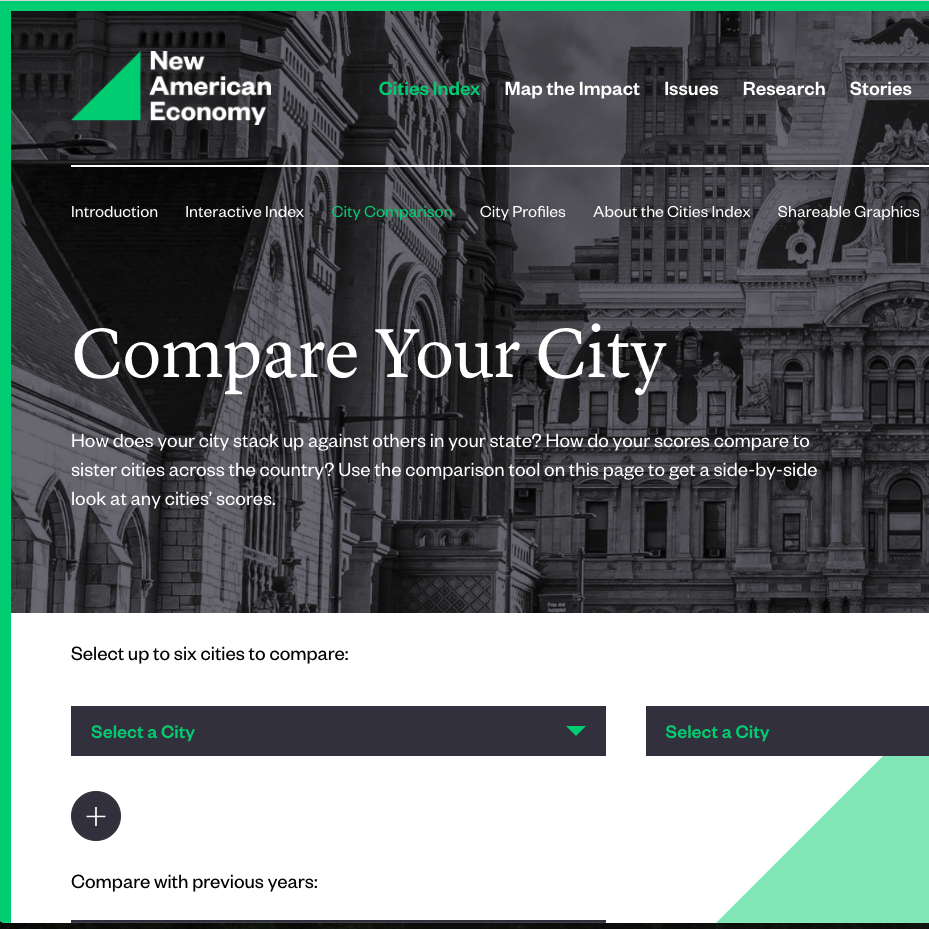 New
American
Economy
Cities Index Map the Impact Issues Research Stories
Introduction Interactive Index City Comparison City Profiles About the Cities Index Shareable Graphics
Compare Your City
How does your city stack up against others in your state? How do your scores compare to
sister cities across the country? Use the comparison tool on this page to get a side-by-side
look at any cities’ scores.
Select up to six cities to compare:
Select a City Select a City
Compare with previous years: